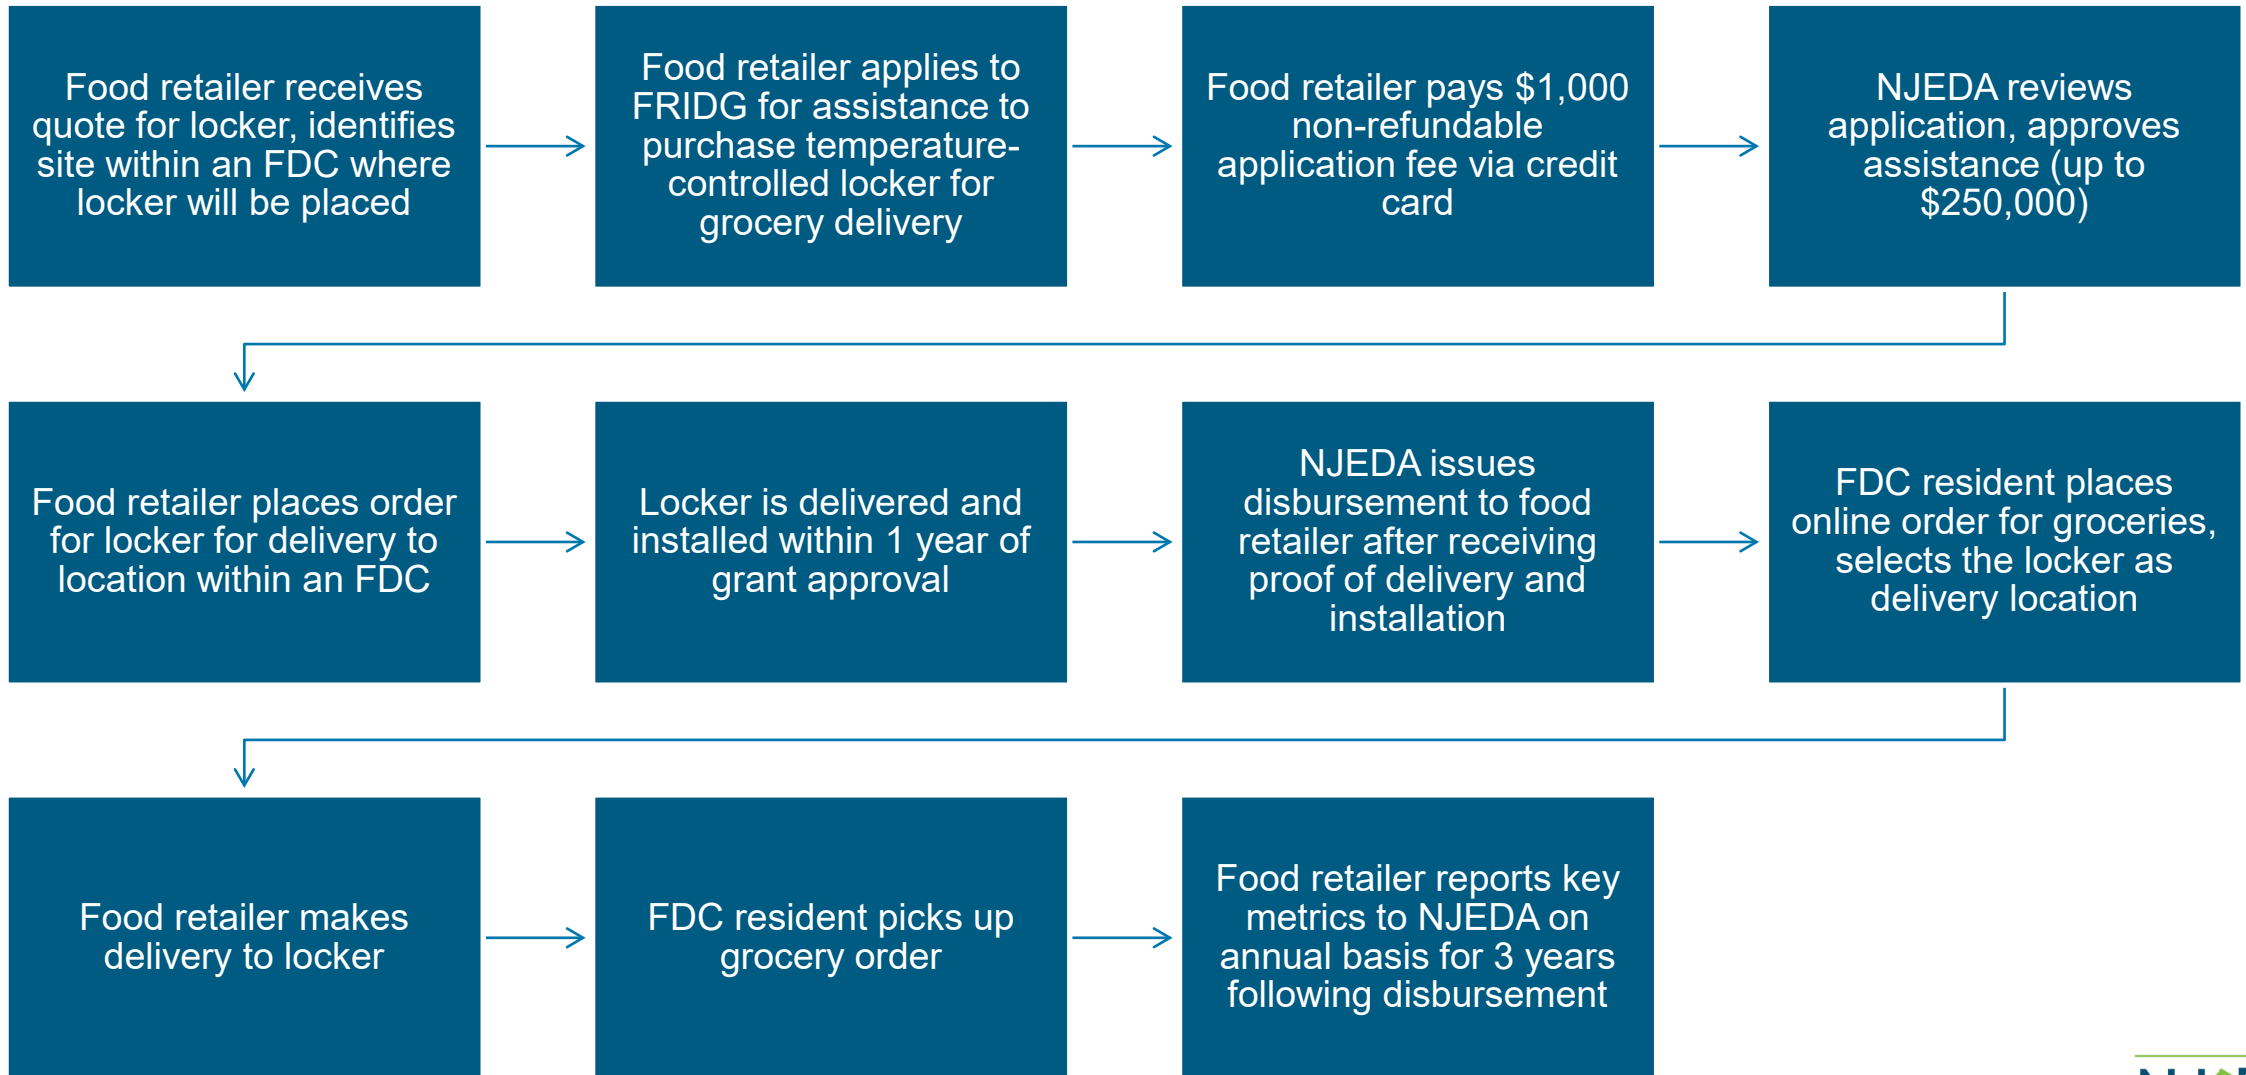 Food retailer receives
quote for locker, identifies
site within an FDC where
locker will be placed
Food retailer applies to
FRIDG for assistance to
purchase temperature-
controlled locker for
grocery delivery
Food retailer pays $1,000
non-refundable
application fee via credit
card
NJEDA reviews
application, approves
assistance (up to
$250,000)
Food retailer places order
for locker for delivery to
location within an FDC
Locker is delivered and
installed within 1 year of
grant approval
NJEDA issues
disbursement to food
retailer after receiving
proof of delivery and
installation
FDC resident places
online order for groceries,
selects the locker as
delivery location
Food retailer makes
delivery to locker
FDC resident picks up
grocery order
Food retailer reports key
metrics to NJEDA on
annual basis for 3 years
following disbursement